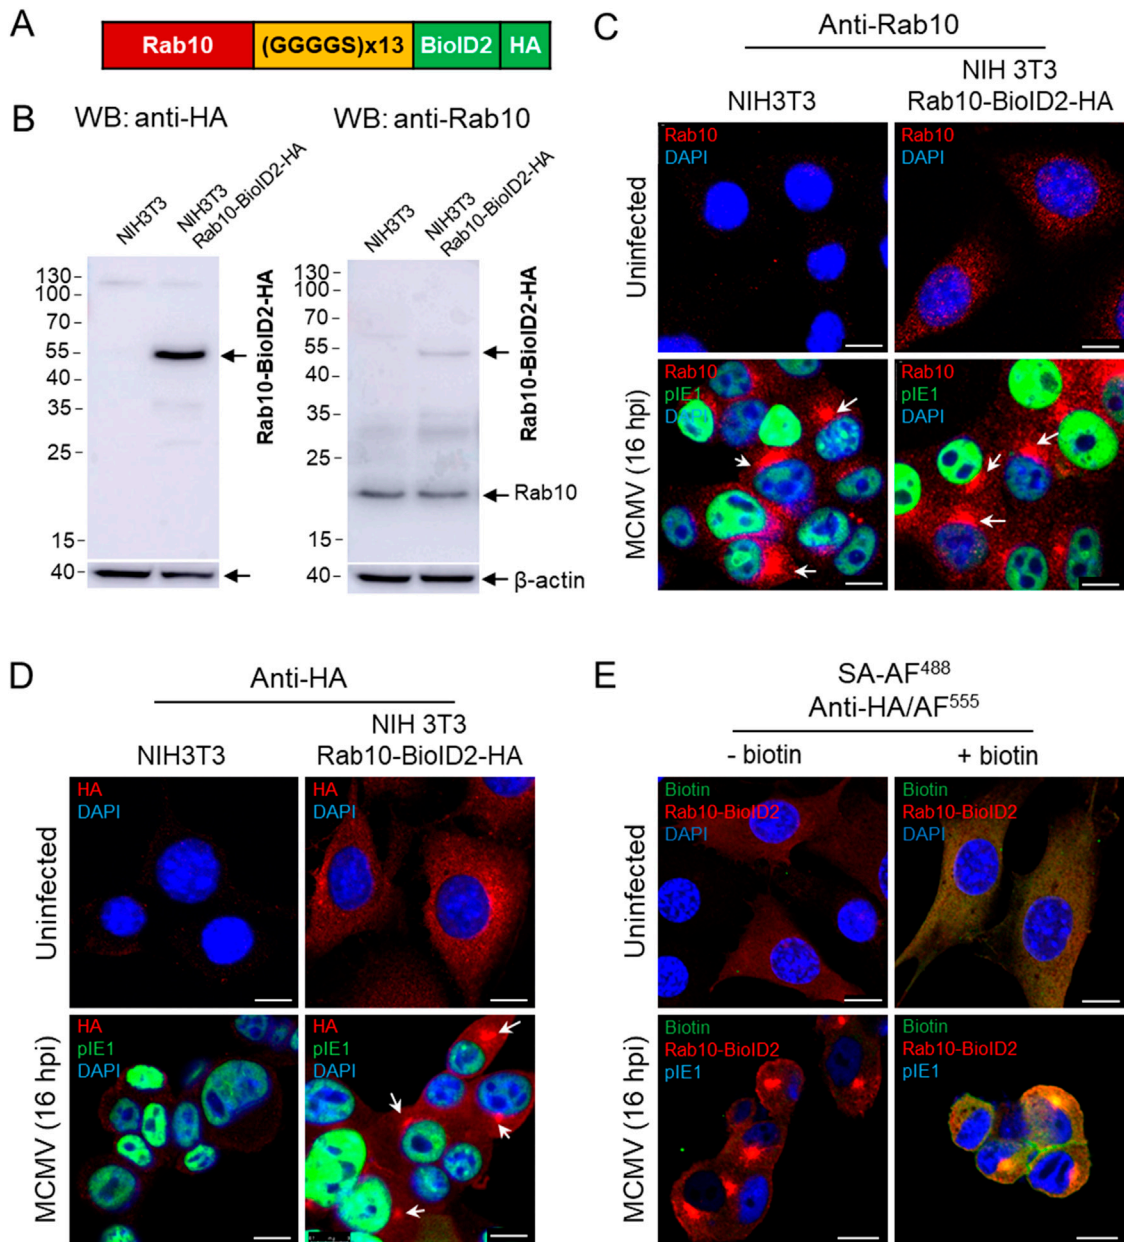 A
Rab10 (GGGGS)x13 BioID2 HA
B
WB: anti-HA
WB: anti-Rab10
NIH3T3
NIH3T3
Rab10-BioID2-HA
130-
100-
70-
55-
40-
35-
25-
15-
40-
Rab10-BioID2-HA
NIH3T3
NIH3T3
Rab10-BioID2-HA
130-
100-
70-
55-
40-
35-
25-
15-
40-
Rab10-BioID2-HA
Rab10
β-actin
C
Anti-Rab10
NIH3T3
NIH 3T3
Rab10-BioID2-HA
Uninfected
Rab10
DAPI
Rab10
DAPI
MCMV (16 hpi)
Rab10
pIE1
DAPI
Rab10
pIE1
DAPI
D
Anti-HA
NIH3T3
NIH 3T3
Rab10-BioID2-HA
Uninfected
HA
DAPI
HA
DAPI
MCMV (16 hpi)
HA
pIE1
DAPI
HA
pIE1
DAPI
E
SA-AF488
Anti-HA/AF555
- biotin
+ biotin
Uninfected
Biotin
Rab10-BioID2
DAPI
Biotin
Rab10-BioID2
DAPI
MCMV (16 hpi)
Biotin
Rab10-BioID2
pIE1
Biotin
Rab10-BioID2
pIE1